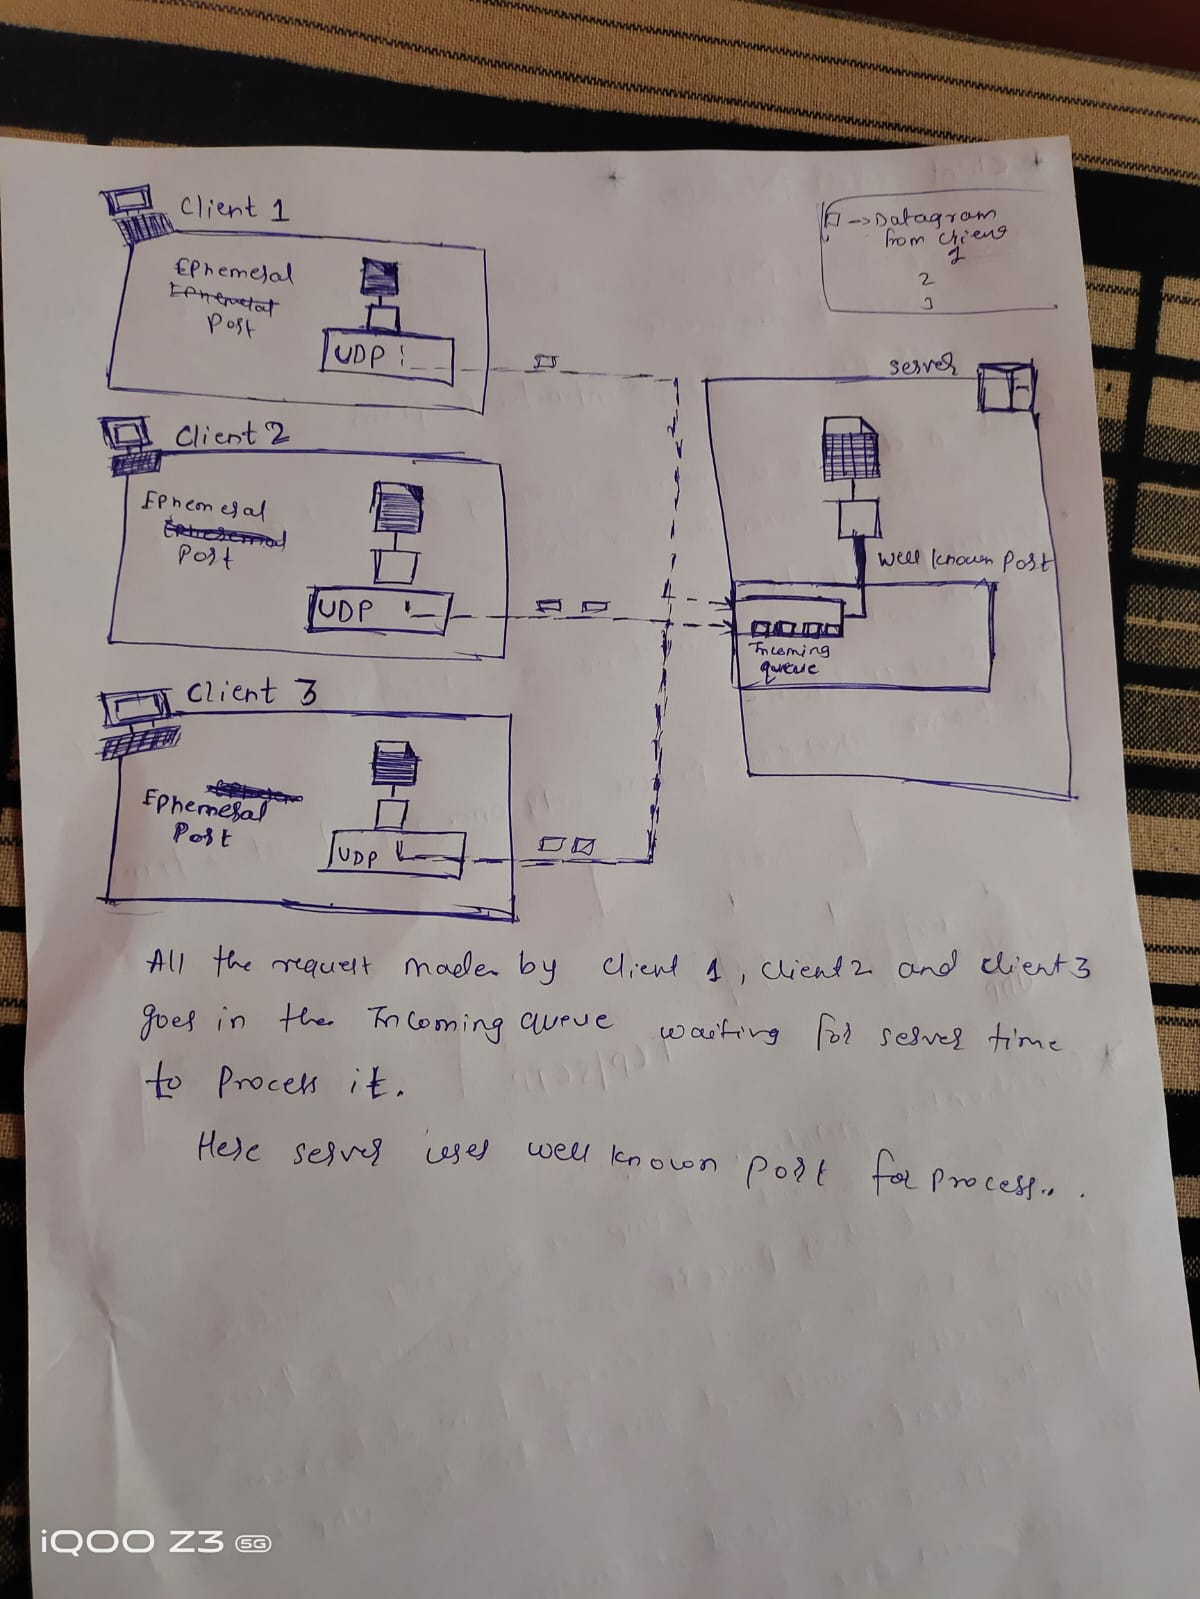 Client 1
Ephemeral
Ephemeral
Port
UDP
Datagram
from client
1
2
3
Server
Client 2
Ephemeral
Port
UDP
Well known Port
Incoming
queue
Client 3
Ephemeral
Port
UDP
All the request made by Client 1, Client 2 and Client 3
goes in the Incoming queue waiting for server time
to Process it.
Here server uses well known port for process...
iQOO Z3 5G